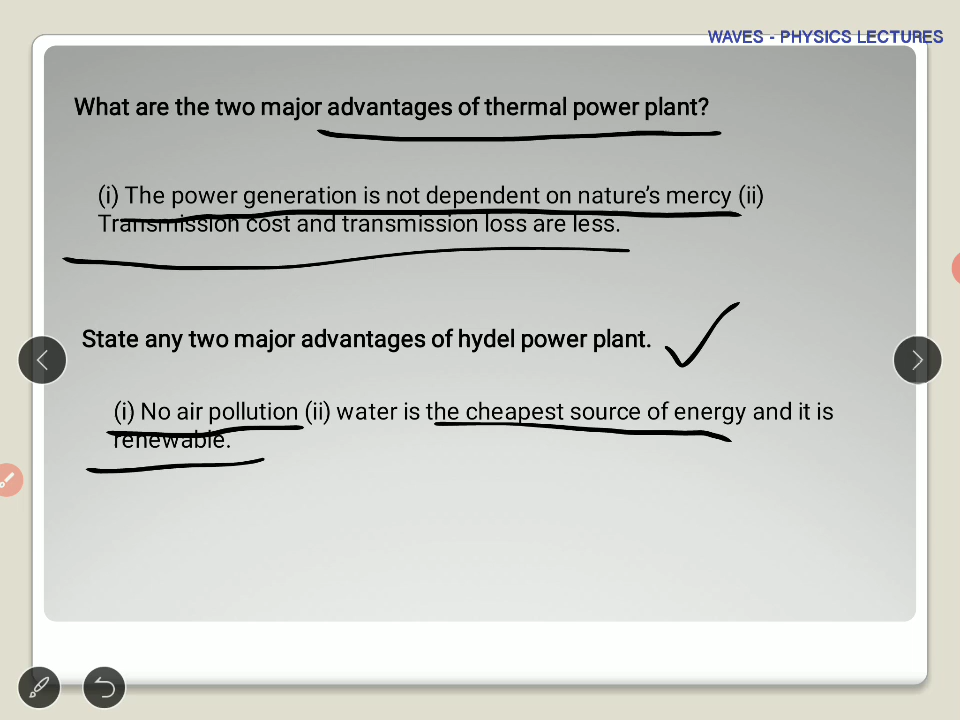 WAVES - PHYSICS LECTURES
What are the two major advantages of thermal power plant?
(i) The power generation is not dependent on nature’s mercy (ii)
Transmission cost and transmission loss are less.
State any two major advantages of hydel power plant.
(i) No air pollution (ii) water is the cheapest source of energy and it is
renewable.